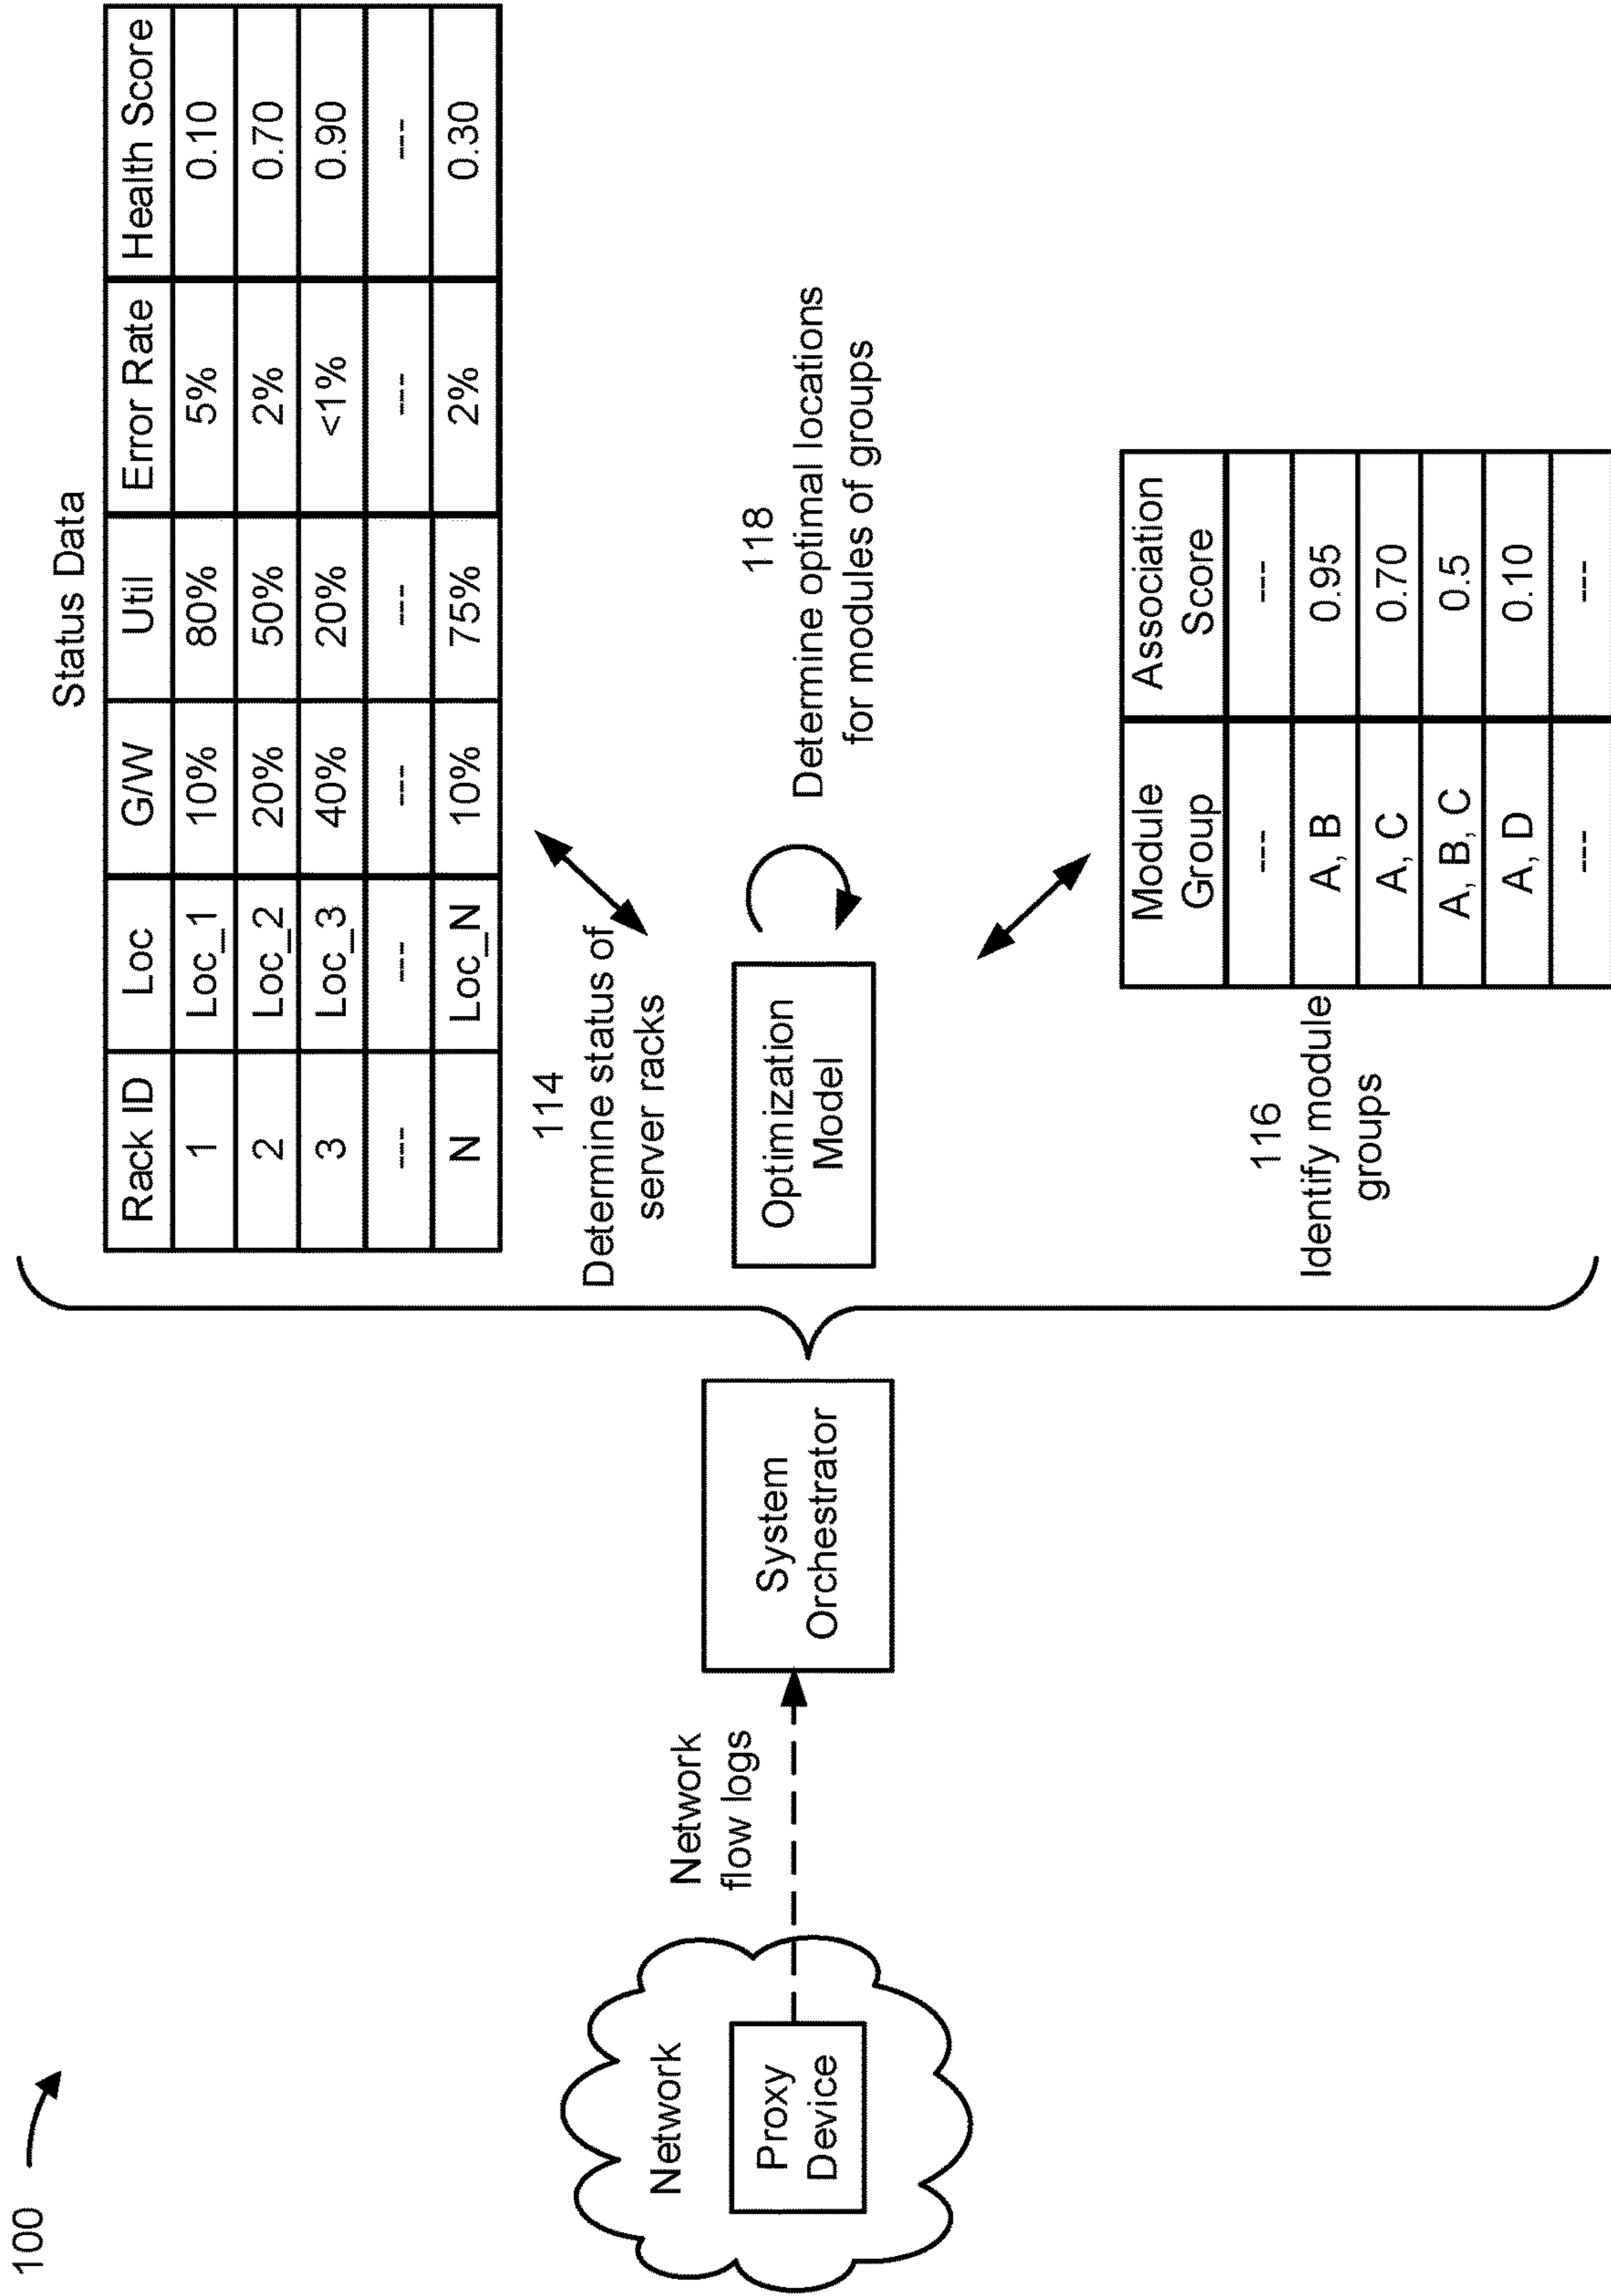 100
Network
Proxy
Device
Network
flow logs
System
Orchestrator
Status Data
Rack ID Loc G/W Util Error Rate Health Score
1 Loc_1 10% 80% 5% 0.10
2 Loc_2 20% 50% 2% 0.70
3 Loc_3 40% 20% <1% 0.90
--- --- --- --- --- ---
N Loc_N 10% 75% 2% 0.30
114
Determine status of
server racks
Optimization
Model
118
Determine optimal locations
for modules of groups
116
Identify module
groups
Module Association
Group Score
--- ---
A, B 0.95
A, C 0.70
A, B, C 0.5
A, D 0.10
--- ---